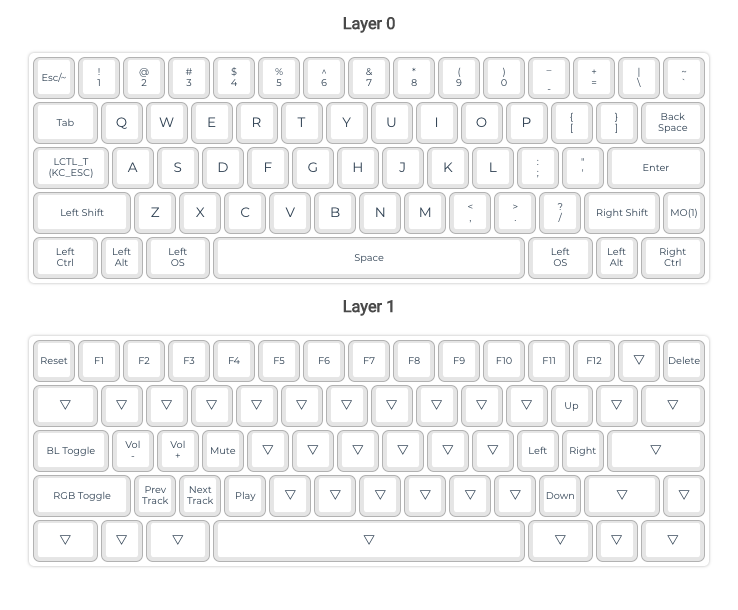 Layer 0
Esc/~ ! @ # $ % ^ & * ( ) _ + | ~
1 2 3 4 5 6 7 8 9 0 - = \ `
Tab Q W E R T Y U I O P { } Back
[ ] Space
LCTL_T A S D F G H J K L : " Enter
(KC_ESC) ; '
Left Shift Z X C V B N M < > ? Right Shift MO(1)
, . /
Left Left Left Space Left Left Right
Ctrl Alt OS OS Alt Ctrl
Layer 1
Reset F1 F2 F3 F4 F5 F6 F7 F8 F9 F10 F11 F12 ▽ Delete
▽ ▽ ▽ ▽ ▽ ▽ ▽ ▽ ▽ ▽ ▽ Up ▽ ▽
BL Toggle Vol Vol Mute ▽ ▽ ▽ ▽ ▽ ▽ Left Right ▽
- +
RGB Toggle Prev Next Play ▽ ▽ ▽ ▽ ▽ ▽ Down ▽ ▽
Track Track
▽ ▽ ▽ ▽ ▽ ▽ ▽